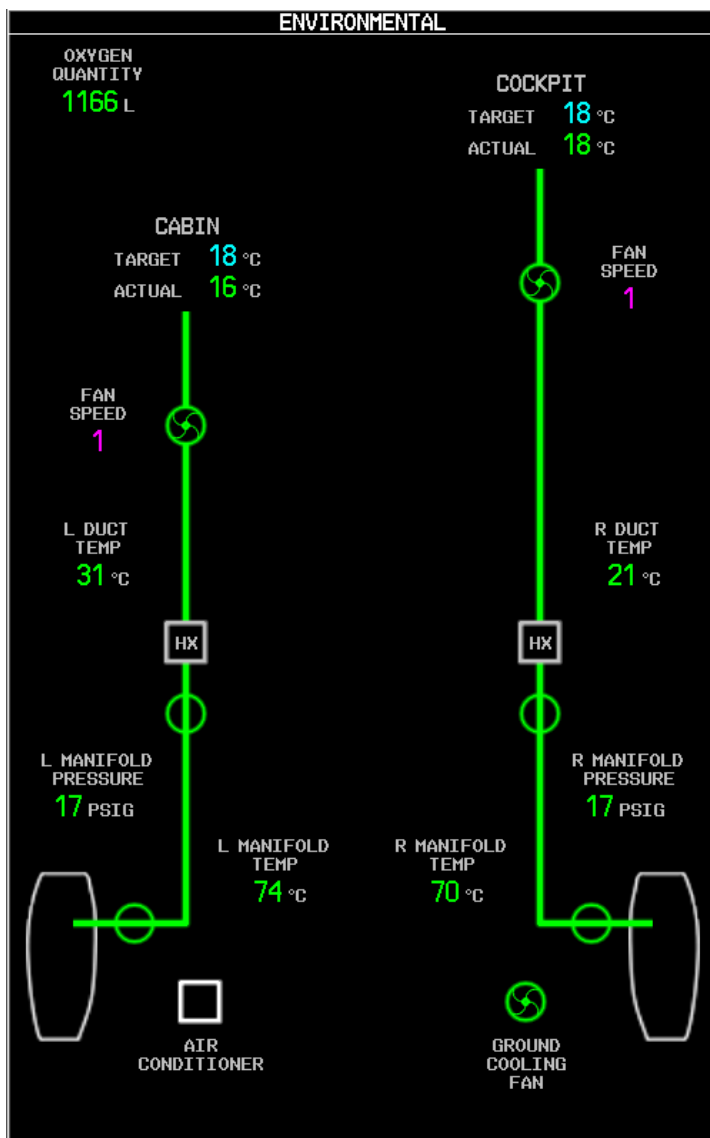 ENVIRONMENTAL
OXYGEN
QUANTITY
1166 L
COCKPIT
TARGET 18 °C
ACTUAL 18 °C
CABIN
TARGET 18 °C
ACTUAL 16 °C
FAN
SPEED
1
FAN
SPEED
1
L DUCT
TEMP
31 °C
R DUCT
TEMP
21 °C
HX
HX
L MANIFOLD
PRESSURE
17 PSIG
R MANIFOLD
PRESSURE
17 PSIG
L MANIFOLD
TEMP
74 °C
R MANIFOLD
TEMP
70 °C
AIR
CONDITIONER
GROUND
COOLING
FAN